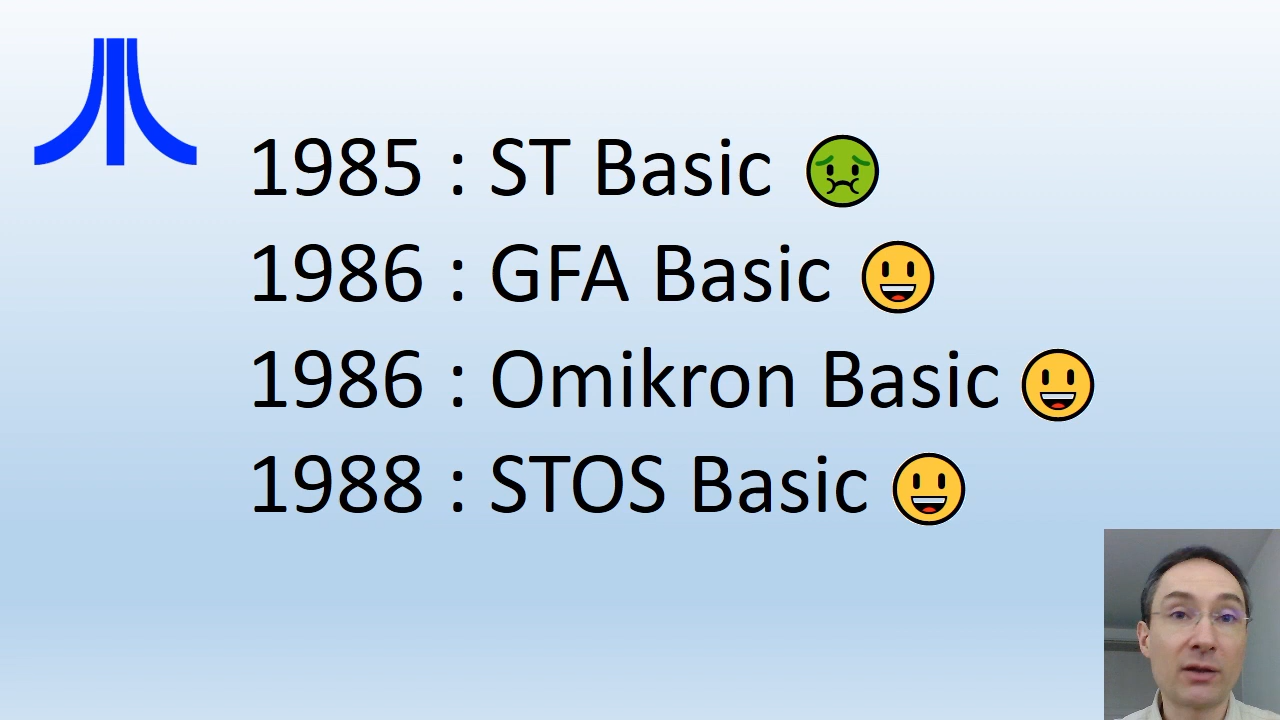 1985 : ST Basic 🤢
1986 : GFA Basic 😃
1986 : Omikron Basic 😃
1988 : STOS Basic 😃